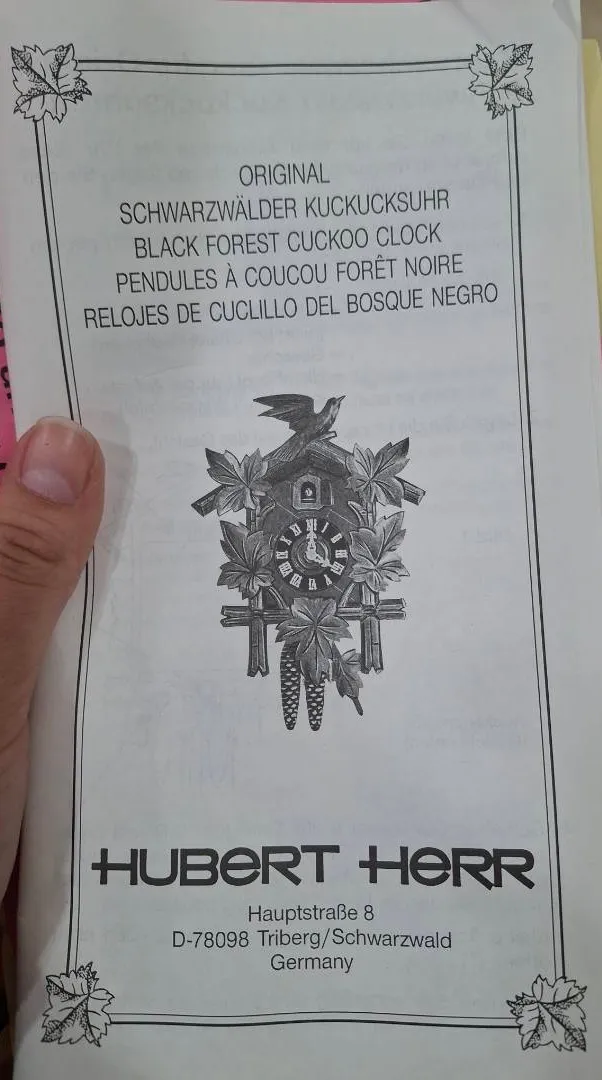 ORIGINAL
SCHWARZWÄLDER KUCKUCKSUHR
BLACK FOREST CUCKOO CLOCK
PENDULES À COUCOU FORÊT NOIRE
RELOJES DE CUCLILLO DEL BOSQUE NEGRO
HUBERT HERR
Hauptstraße 8
D-78098 Triberg/Schwarzwald
Germany